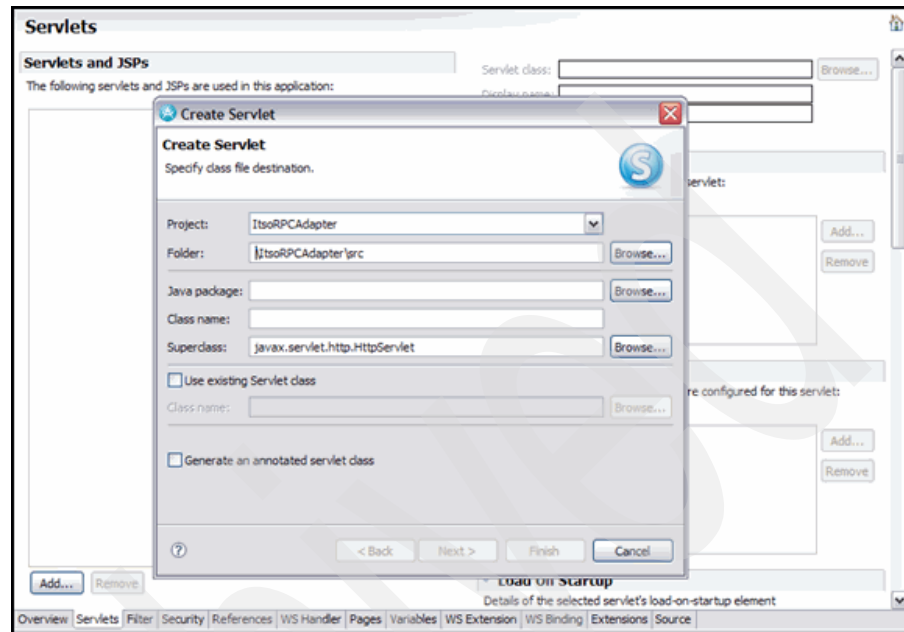 Servlets
Servlets and JSPs
The following servlets and JSPs are used in this application:
Servlet class:
Browse...
Display name:
Create Servlet
Create Servlet
Specify class file destination.
servlet:
Project:
ItsoRPCAdapter
Add...
Folder:
\ItsoRPCAdapter\src
Browse...
Remove
Java package:
Browse...
Class name:
Superclass:
javax.servlet.http.HttpServlet
Browse...
Use existing Servlet class
re configured for this servlet:
Class name:
Browse...
Add...
Generate an annotated servlet class
Remove
< Back
Next >
Finish
Cancel
Add...
Remove
Load On Startup
Details of the selected servlet's load-on-startup element
Overview Servlets Filter Security References WS Handler Pages Variables WS Extension WS Binding Extensions Source